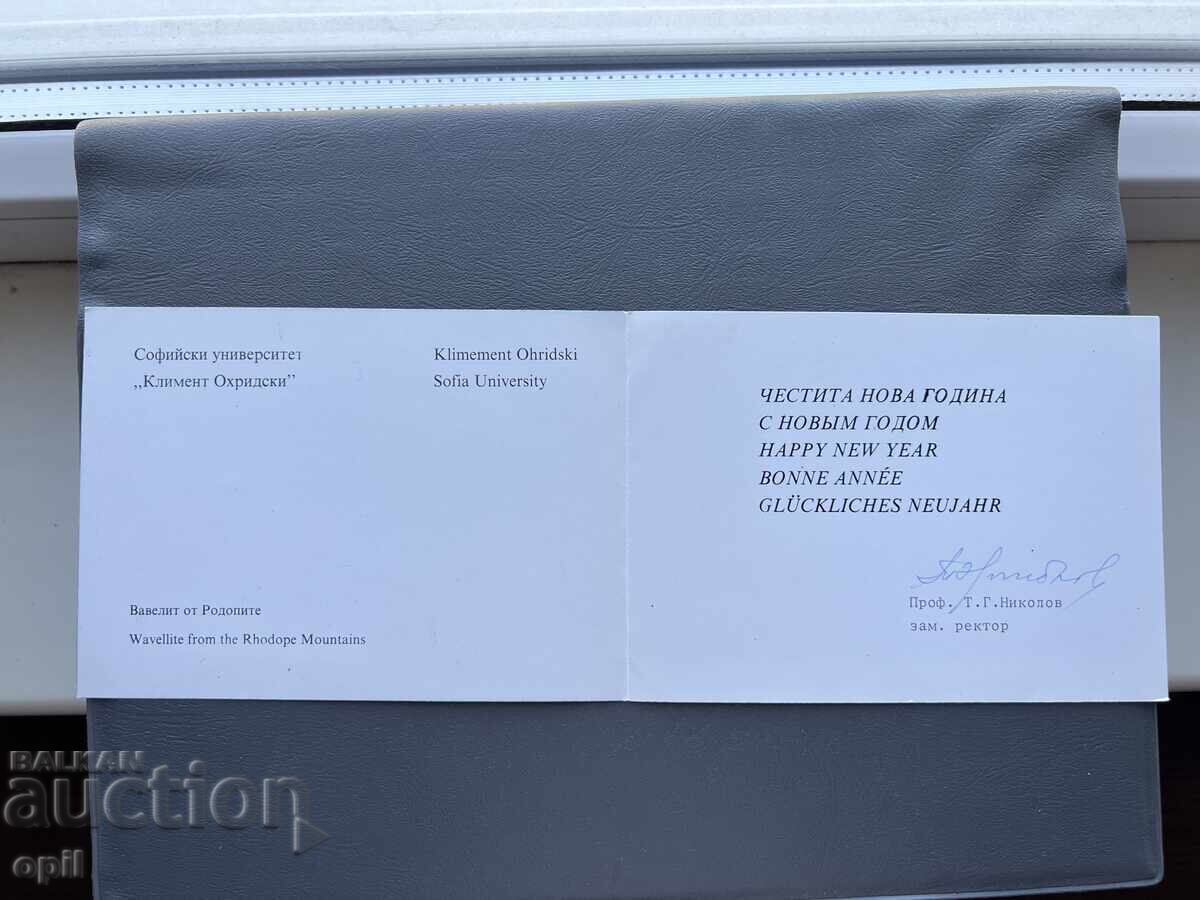 Софийски университет
„Климент Охридски”
Klimement Ohridski
Sofia University
Вавелит от Родопите
Wavellite from the Rhodope Mountains
ЧЕСТИТА НОВА ГОДИНА
С НОВЫМ ГОДОМ
HAPPY NEW YEAR
BONNE ANNÉE
GLÜCKLICHES NEUJAHR
Проф. Т.Г.Николов
зам. ректор
BALKAN
auction
opil